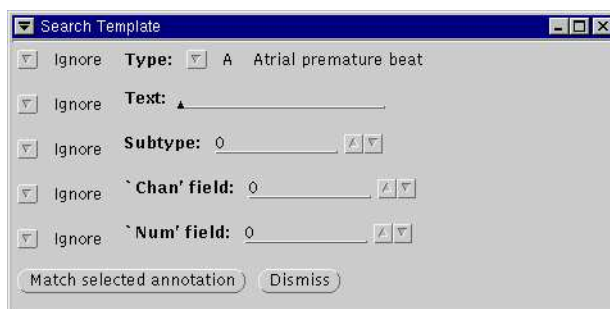 Search Template
Ignore Type: A Atrial premature beat
Ignore Text:
Ignore Subtype: 0
Ignore `Chan' field: 0
Ignore `Num' field: 0
Match selected annotation Dismiss